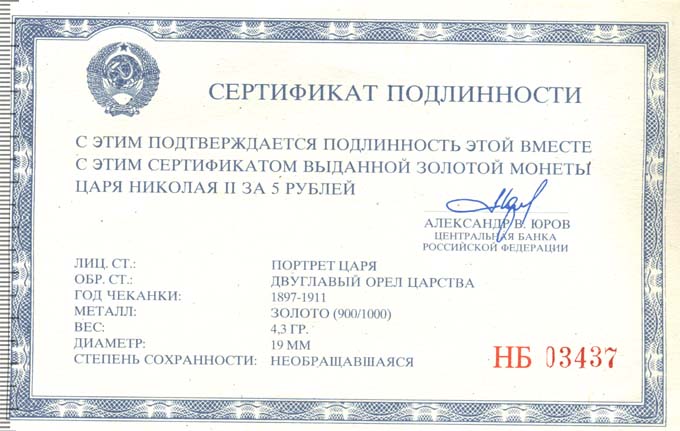 СЕРТИФИКАТ ПОДЛИННОСТИ
С ЭТИМ ПОДТВЕРЖДАЕТСЯ ПОДЛИННОСТЬ ЭТОЙ ВМЕСТЕ
С ЭТИМ СЕРТИФИКАТОМ ВЫДАННОЙ ЗОЛОТОЙ МОНЕТЫ
ЦАРЯ НИКОЛАЯ II ЗА 5 РУБЛЕЙ
АЛЕКСАНДР В. ЮРОВ
ЦЕНТРАЛЬНАЯ БАНКА
РОССИЙСКОЙ ФЕДЕРАЦИИ
ЛИЦ. СТ.: ПОРТРЕТ ЦАРЯ
ОБР. СТ.: ДВУГЛАВЫЙ ОРЕЛ ЦАРСТВА
ГОД ЧЕКАНКИ: 1897-1911
МЕТАЛЛ: ЗОЛОТО (900/1000)
ВЕС: 4,3 ГР.
ДИАМЕТР: 19 ММ
СТЕПЕНЬ СОХРАННОСТИ: НЕОБРАЩАВШАЯСЯ
НБ 03437